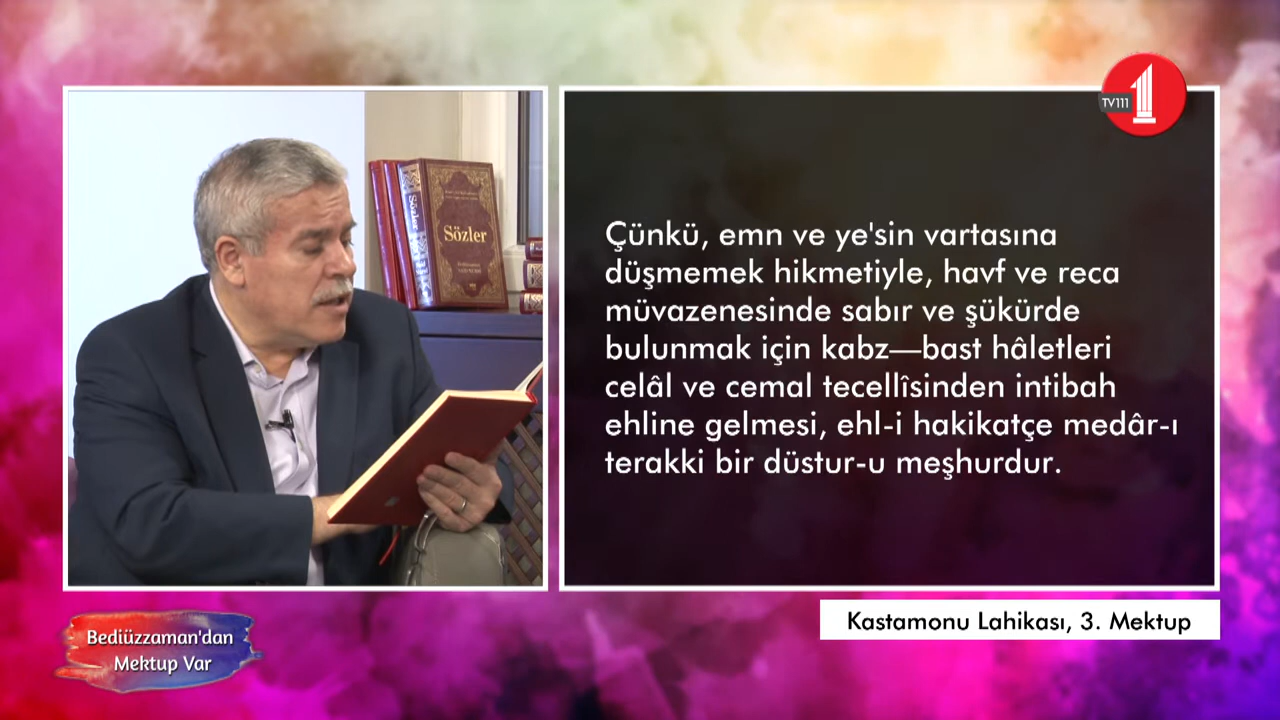 TV111
1
Sözler
Sözler
Çünkü, emn ve ye'sin vartasına
düşmemek hikmetiyle, havf ve reca
müvazenesinde sabır ve şükürde
bulunmak için kabz—bast hâletleri
celâl ve cemal tecellîsinden intibah
ehline gelmesi, ehl-i hakikatçe medâr-ı
terakki bir düstur-u meşhurdur.
Kastamonu Lahikası, 3. Mektup
Bediüzzaman'dan
Mektup Var